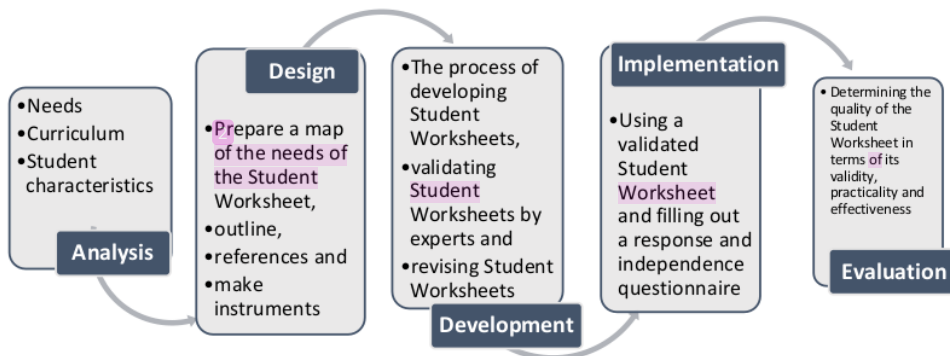 •Needs
•Curriculum
•Student
characteristics
Analysis
Design
•Prepare a map
of the needs of
the Student
Worksheet,
•outline,
•references and
•make
instruments
•The process of
developing
Student
Worksheets,
•validating
Student
Worksheets by
experts and
•revising Student
Worksheets
Development
Implementation
•Using a
validated
Student
Worksheet
and filling out
a response and
independence
questionnaire
• Determining the
quality of the
Student
Worksheet in
terms of its
validity,
practicality and
effectiveness
Evaluation